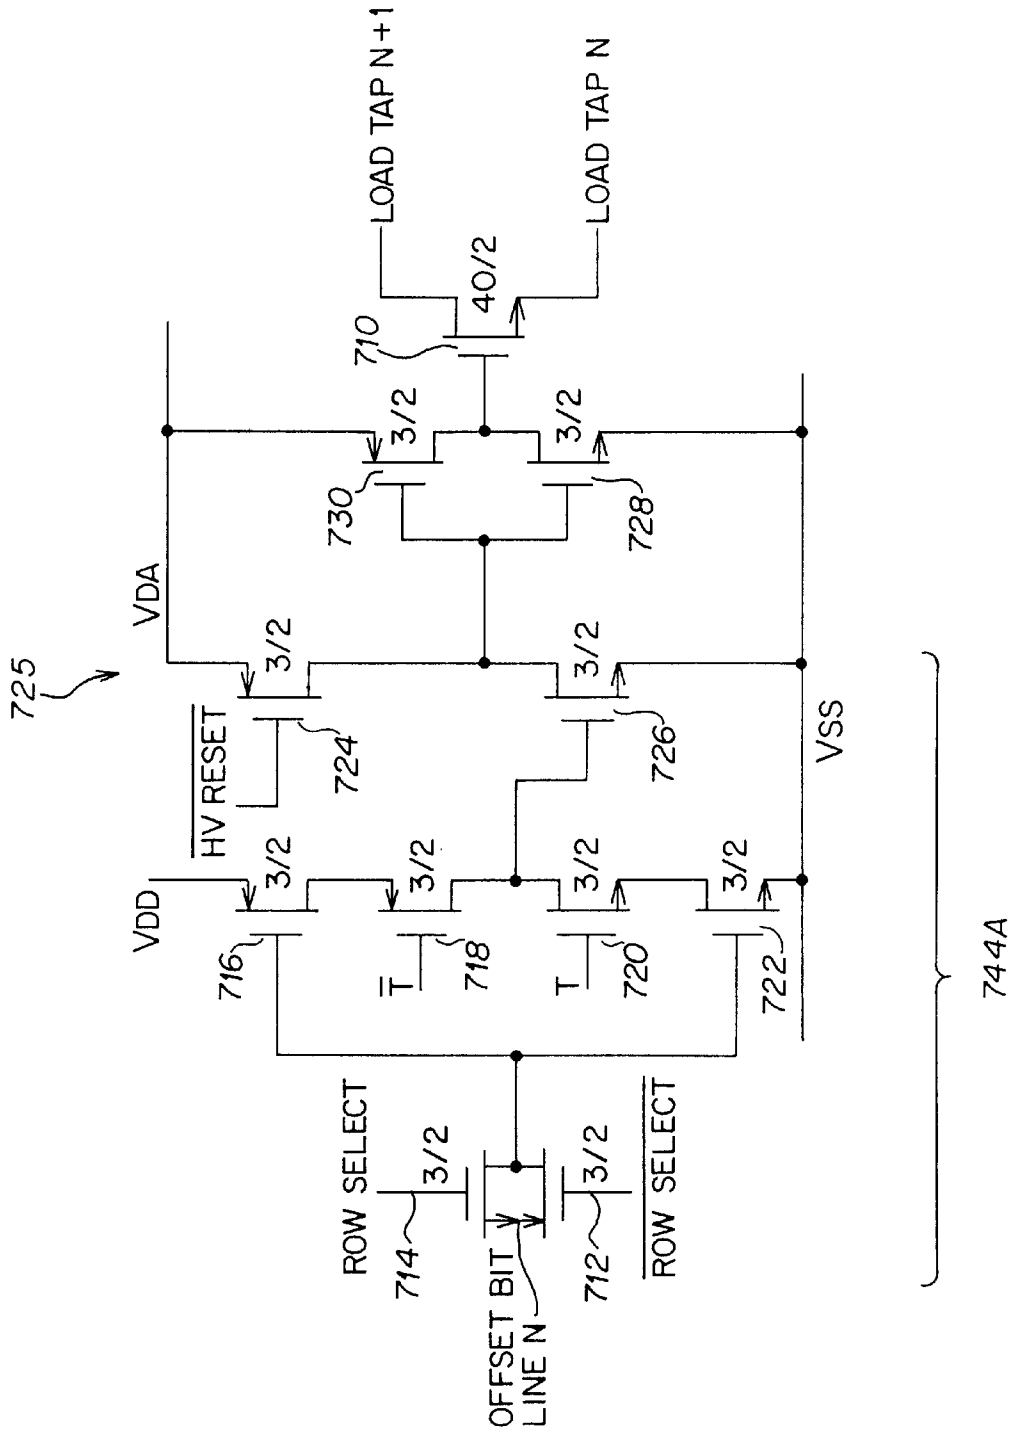 725
VDD
VDA
HV RESET
716
3/2
724
3/2
730
3/2
710
40/2
LOAD TAP N+1
ROW SELECT
714
3/2
T
718
3/2
OFFSET BIT
LINE N
T
720
3/2
726
3/2
728
3/2
LOAD TAP N
712
3/2
ROW SELECT
722
3/2
VSS
744A